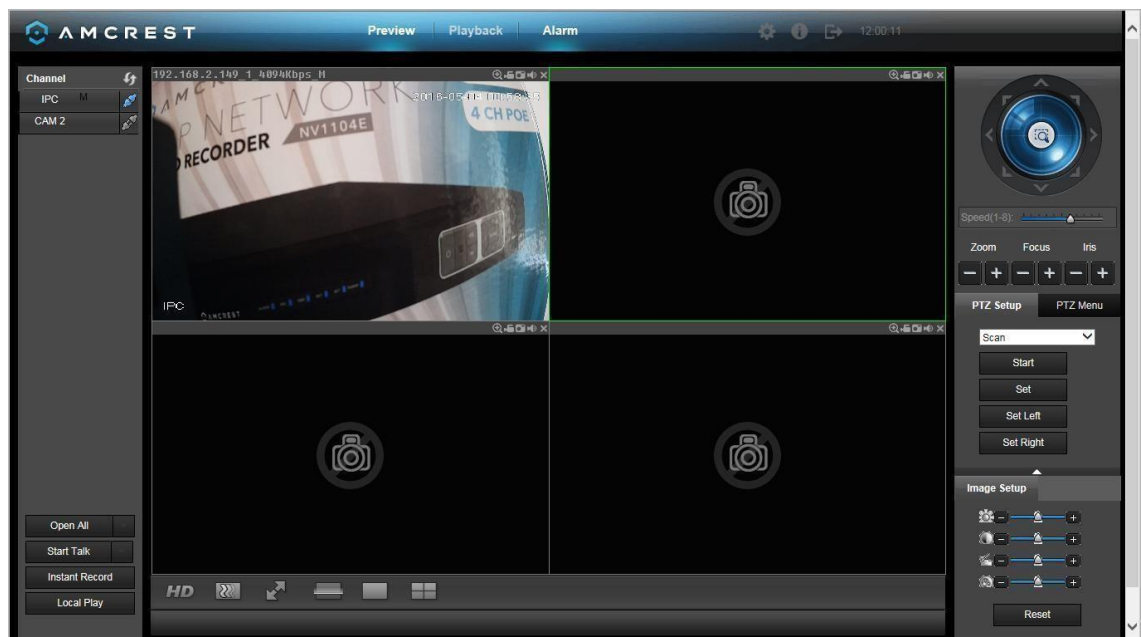 AMCREST
Preview Playback Alarm
12:00:11
Channel
IPC M
CAM 2
192.168.2.149_1_4094Kbps_M
AMC
P NETWORK
RECORDER
NV1104E
4 CH POE
AMCREST
IPC
Speed(1-8):
Zoom Focus Iris
PTZ Setup PTZ Menu
Scan
Start
Set
Set Left
Set Right
Image Setup
Reset
Open All
Start Talk
Instant Record
Local Play
HD